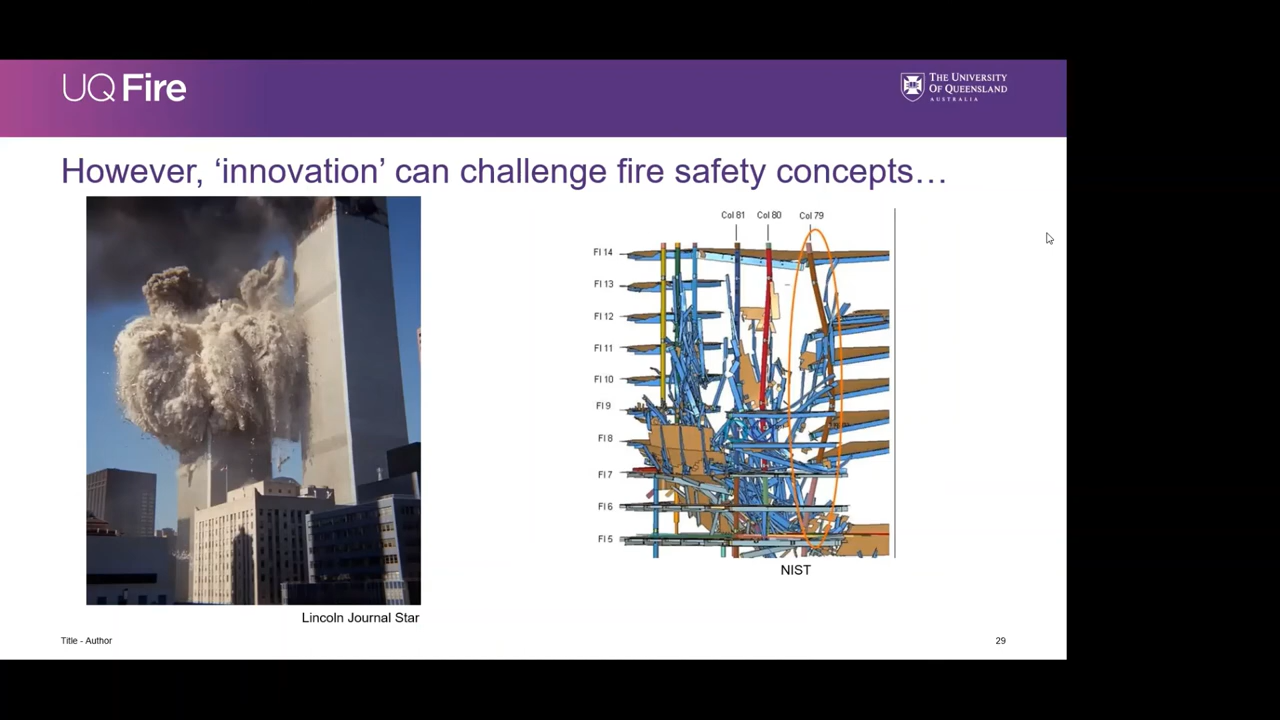 UQ Fire
THE UNIVERSITY
OF QUEENSLAND
AUSTRALIA
However, ‘innovation’ can challenge fire safety concepts…
Col 81 Col 80 Col 79
Fl 14
Fl 13
Fl 12
Fl 11
Fl 10
Fl 9
Fl 8
Fl 7
Fl 6
Fl 5
NIST
Lincoln Journal Star
Title - Author
29